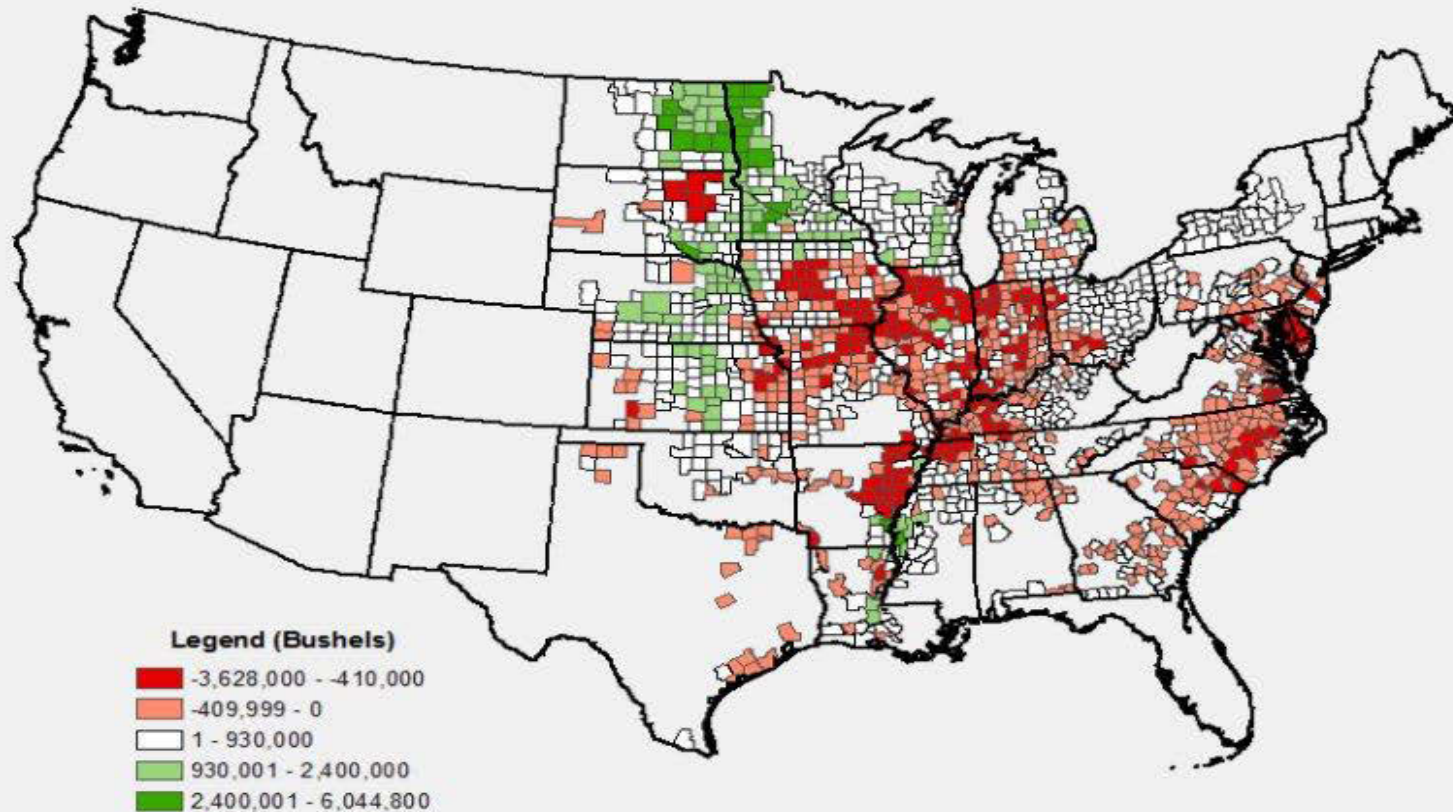 Legend (Bushels)
-3,628,000 - -410,000
-409,999 - 0
1 - 930,000
930,001 - 2,400,000
2,400,001 - 6,044,800